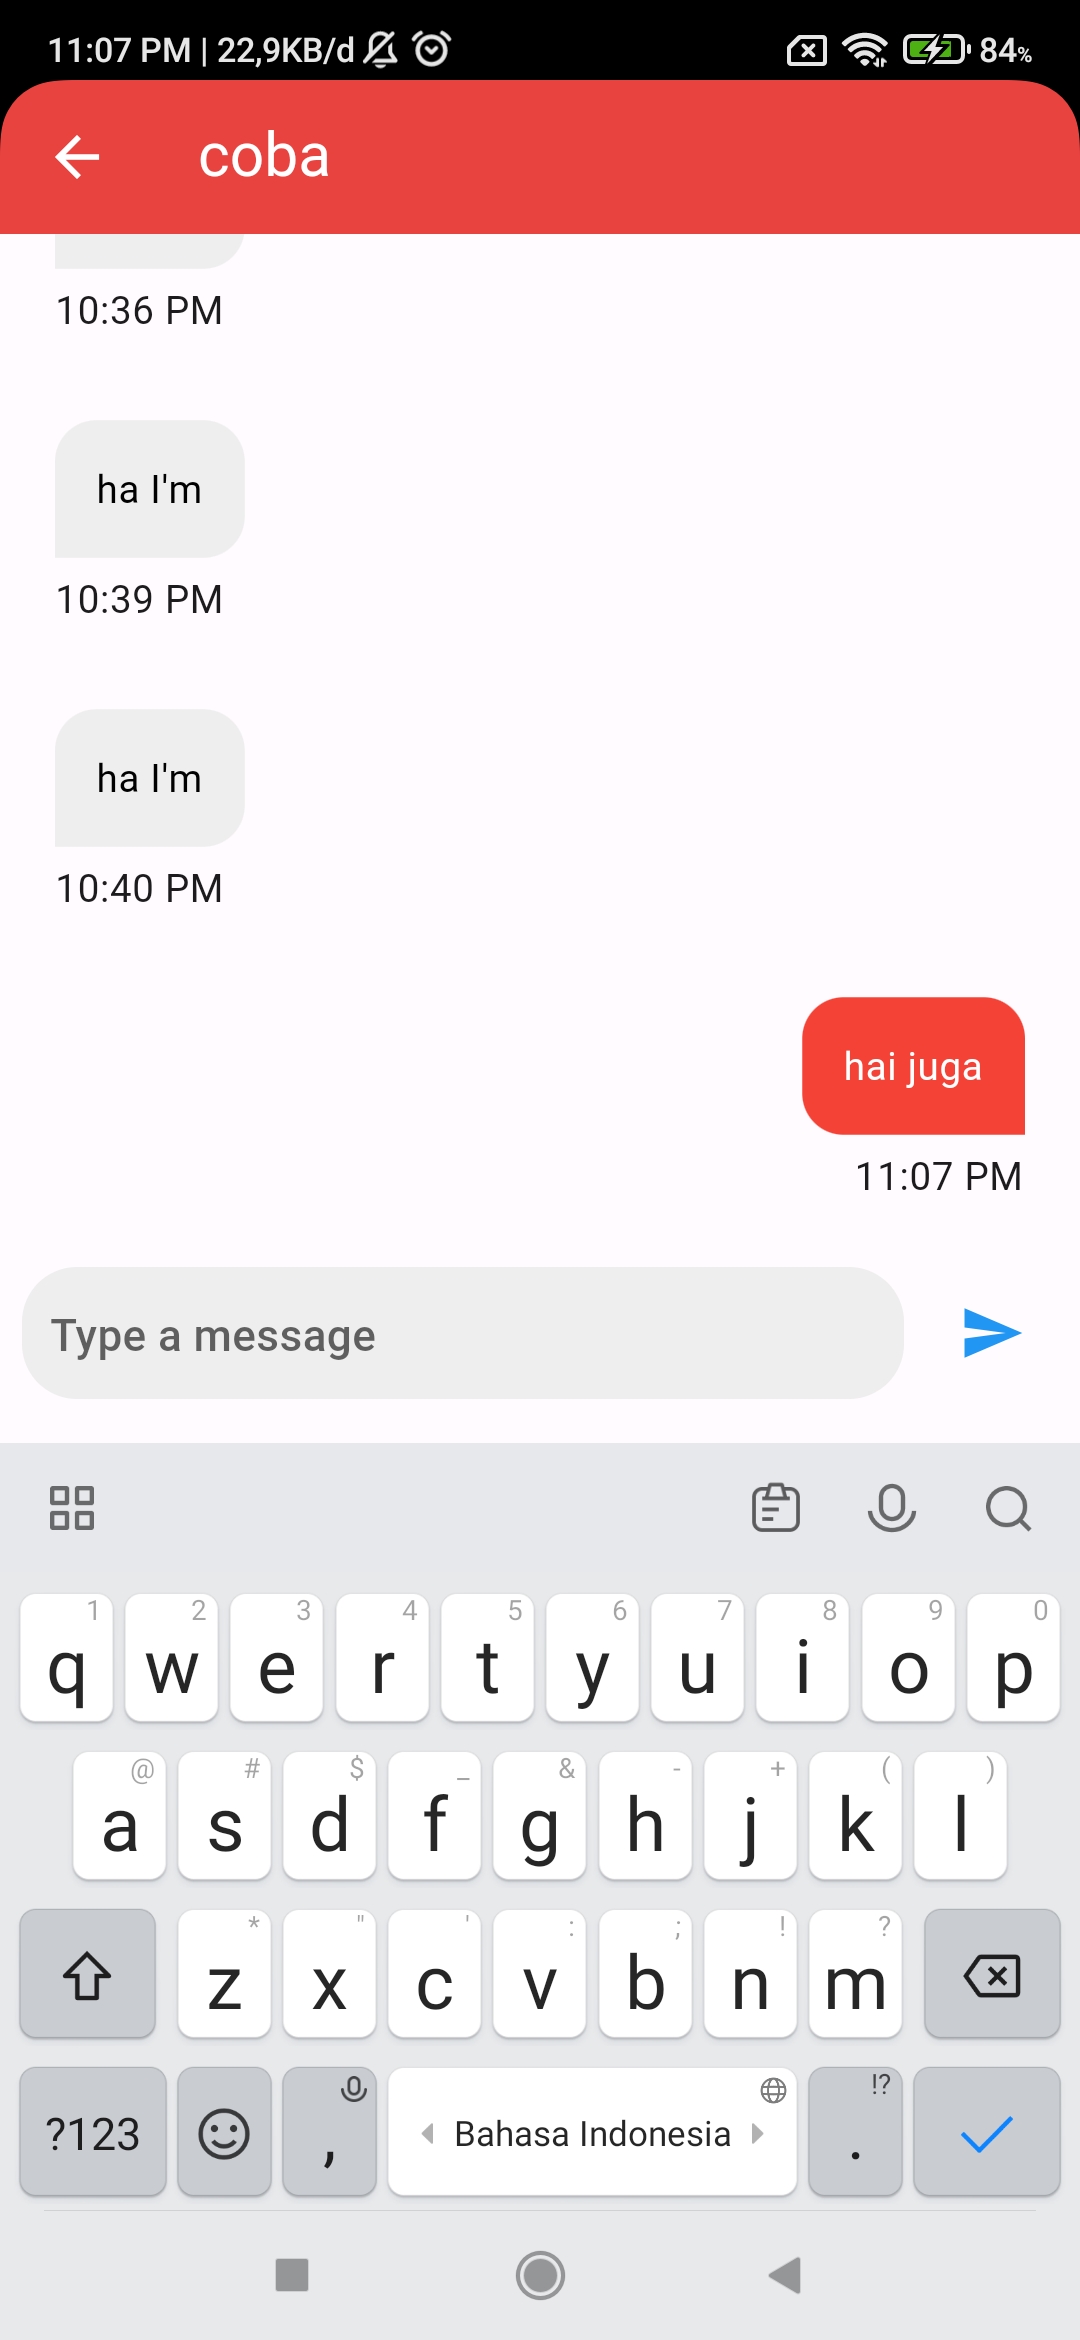 11:07 PM | 22,9KB/d 84%
coba
10:36 PM
ha I'm
10:39 PM
ha I'm
10:40 PM
hai juga
11:07 PM
Type a message
1 2 3 4 5 6 7 8 9 0
q w e r t y u i o p
@ # $ _ & - + ( )
a s d f g h j k l
* " ' : ; ! ?
z x c v b n m
!?
?123 , Bahasa Indonesia .